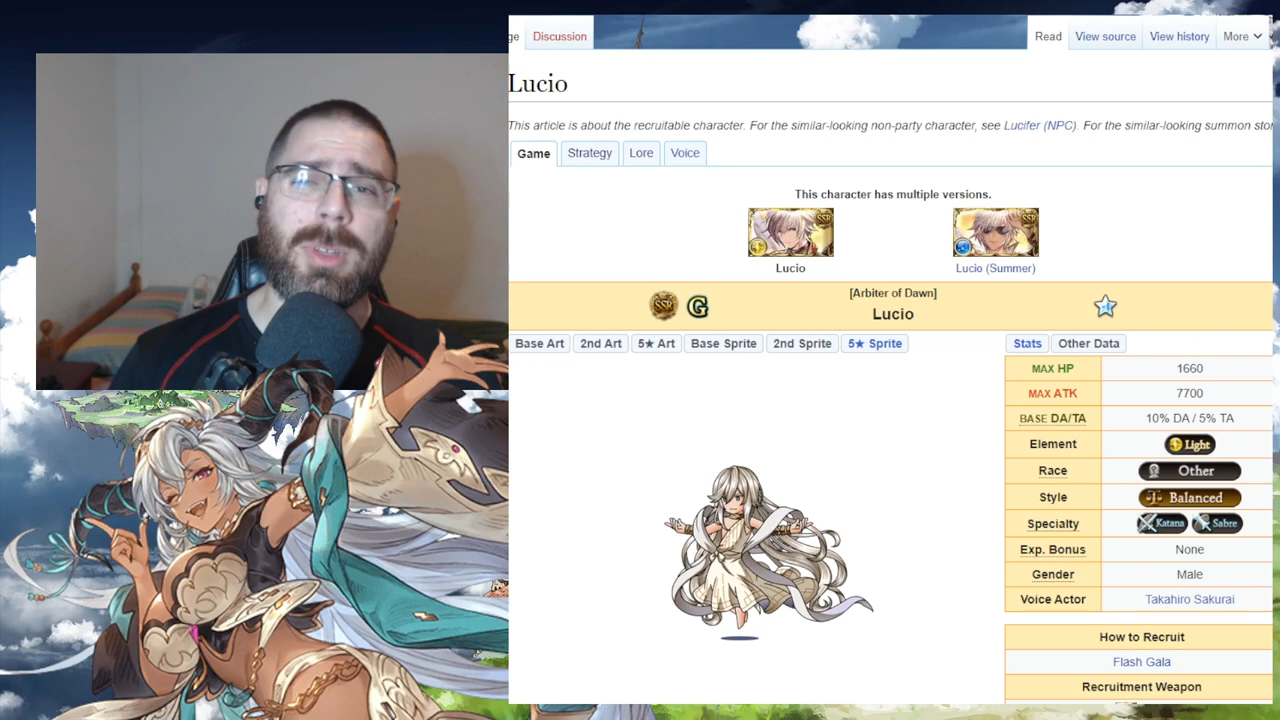 ge Discussion Read View source View history More
Lucio
This article is about the recruitable character. For the similar-looking non-party character, see Lucifer (NPC). For the similar-looking summon stor
Game Strategy Lore Voice
This character has multiple versions.
SSR SSR
Lucio Lucio (Summer)
[Arbiter of Dawn]
SSR G Lucio
Base Art 2nd Art 5★ Art Base Sprite 2nd Sprite 5★ Sprite Stats Other Data
MAX HP 1660
MAX ATK 7700
BASE DA/TA 10% DA / 5% TA
Element Light
Race Other
Style Balanced
Specialty Katana Sabre
Exp. Bonus None
Gender Male
Voice Actor Takahiro Sakurai
How to Recruit
Flash Gala
Recruitment Weapon